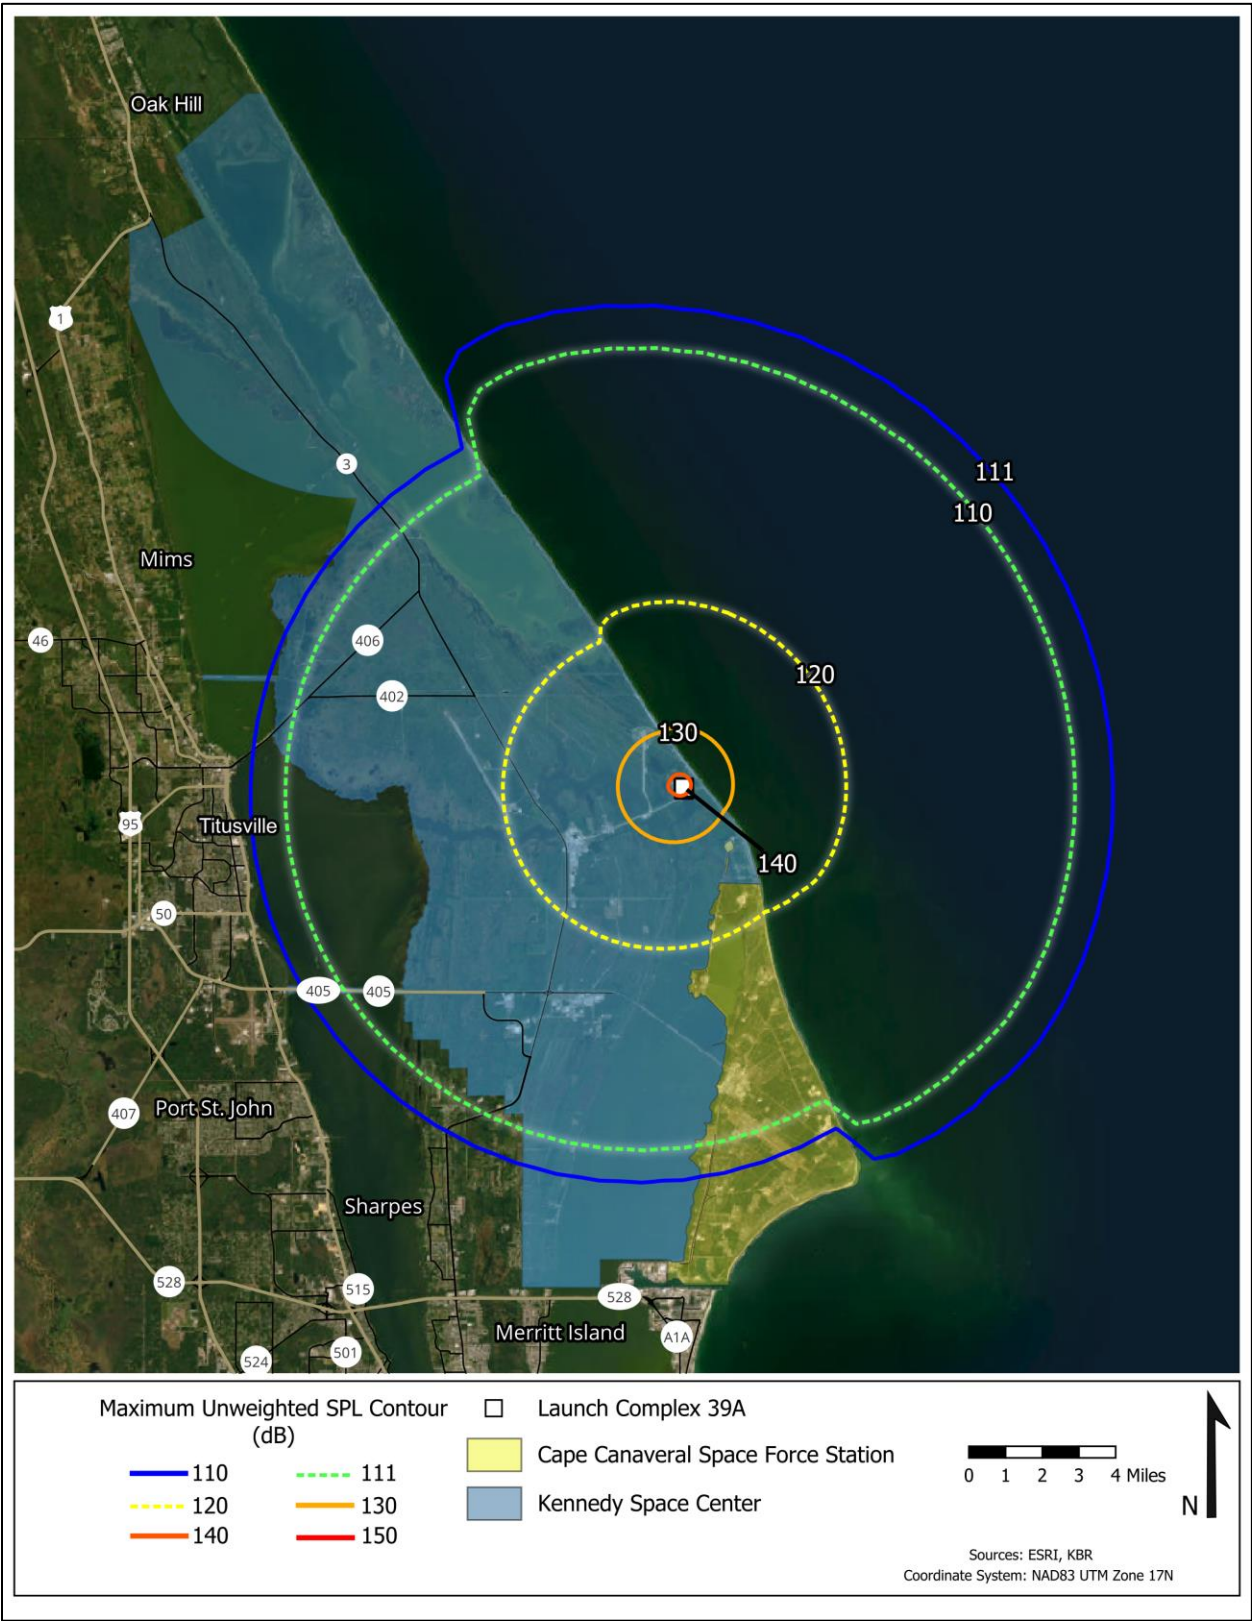 Oak Hill
1
3
111
110
Mims
46
406
120
402
130
Titusville
95
140
50
405
405
Port St. John
407
Sharpes
528
515
528
Merritt Island
A1A
501
524
Maximum Unweighted SPL Contour
(dB)
110
111
120
130
140
150
Launch Complex 39A
Cape Canaveral Space Force Station
Kennedy Space Center
0 1 2 3 4 Miles
N
Sources: ESRI, KBR
Coordinate System: NAD83 UTM Zone 17N